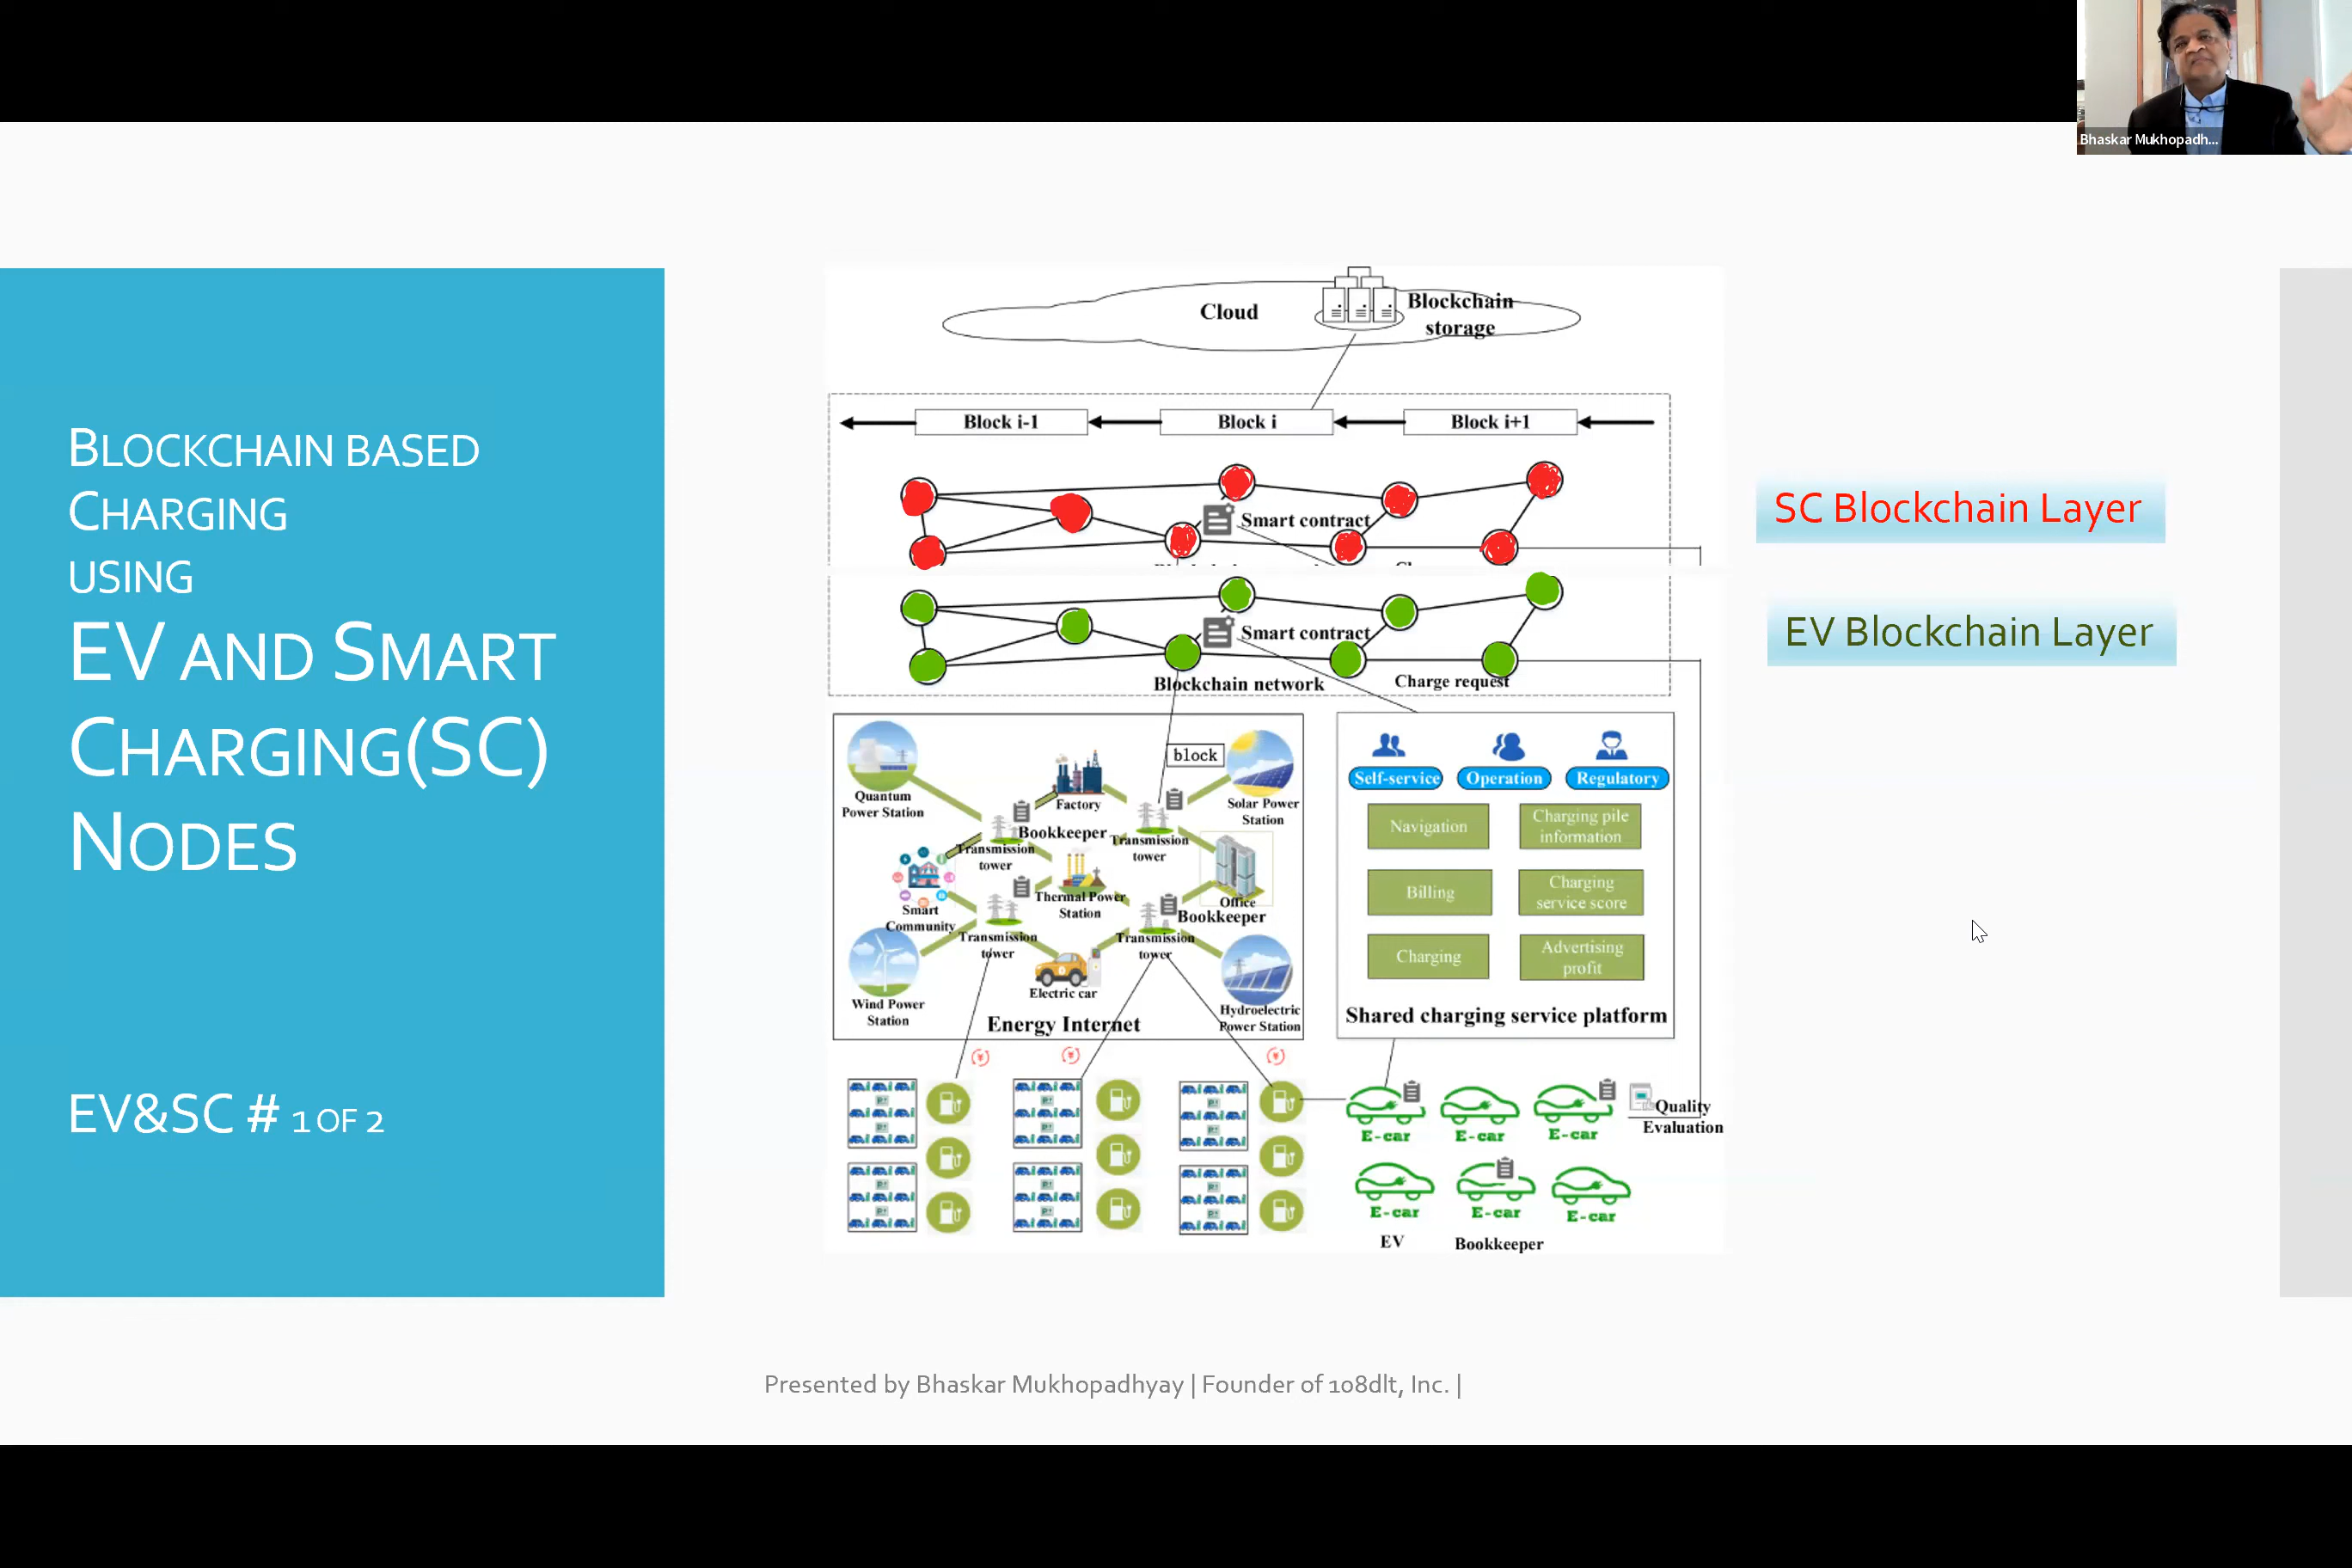 Bhaskar Mukhopadh...
BLOCKCHAIN BASED
CHARGING
USING
EV AND SMART
CHARGING(SC)
NODES
EV&SC # 1 OF 2
Cloud
Blockchain
storage
Block i-1
Block i
Block i+1
Smart contract
SC Blockchain Layer
Smart contract
Blockchain network
Charge request
EV Blockchain Layer
Quantum
Power Station
Factory
block
Solar Power
Station
Bookkeeper
Transmission
tower
Transmission
tower
Smart
Community
Thermal Power
Station
Office
Bookkeeper
Transmission
tower
Transmission
tower
Wind Power
Station
Electric car
Hydroelectric
Power Station
Energy Internet
Self-service
Operation
Regulatory
Navigation
Charging pile
information
Billing
Charging
service score
Charging
Advertising
profit
Shared charging service platform
E-car
E-car
E-car
Quality
Evaluation
E-car
E-car
E-car
EV
Bookkeeper
Presented by Bhaskar Mukhopadhyay | Founder of 108dlt, Inc. |